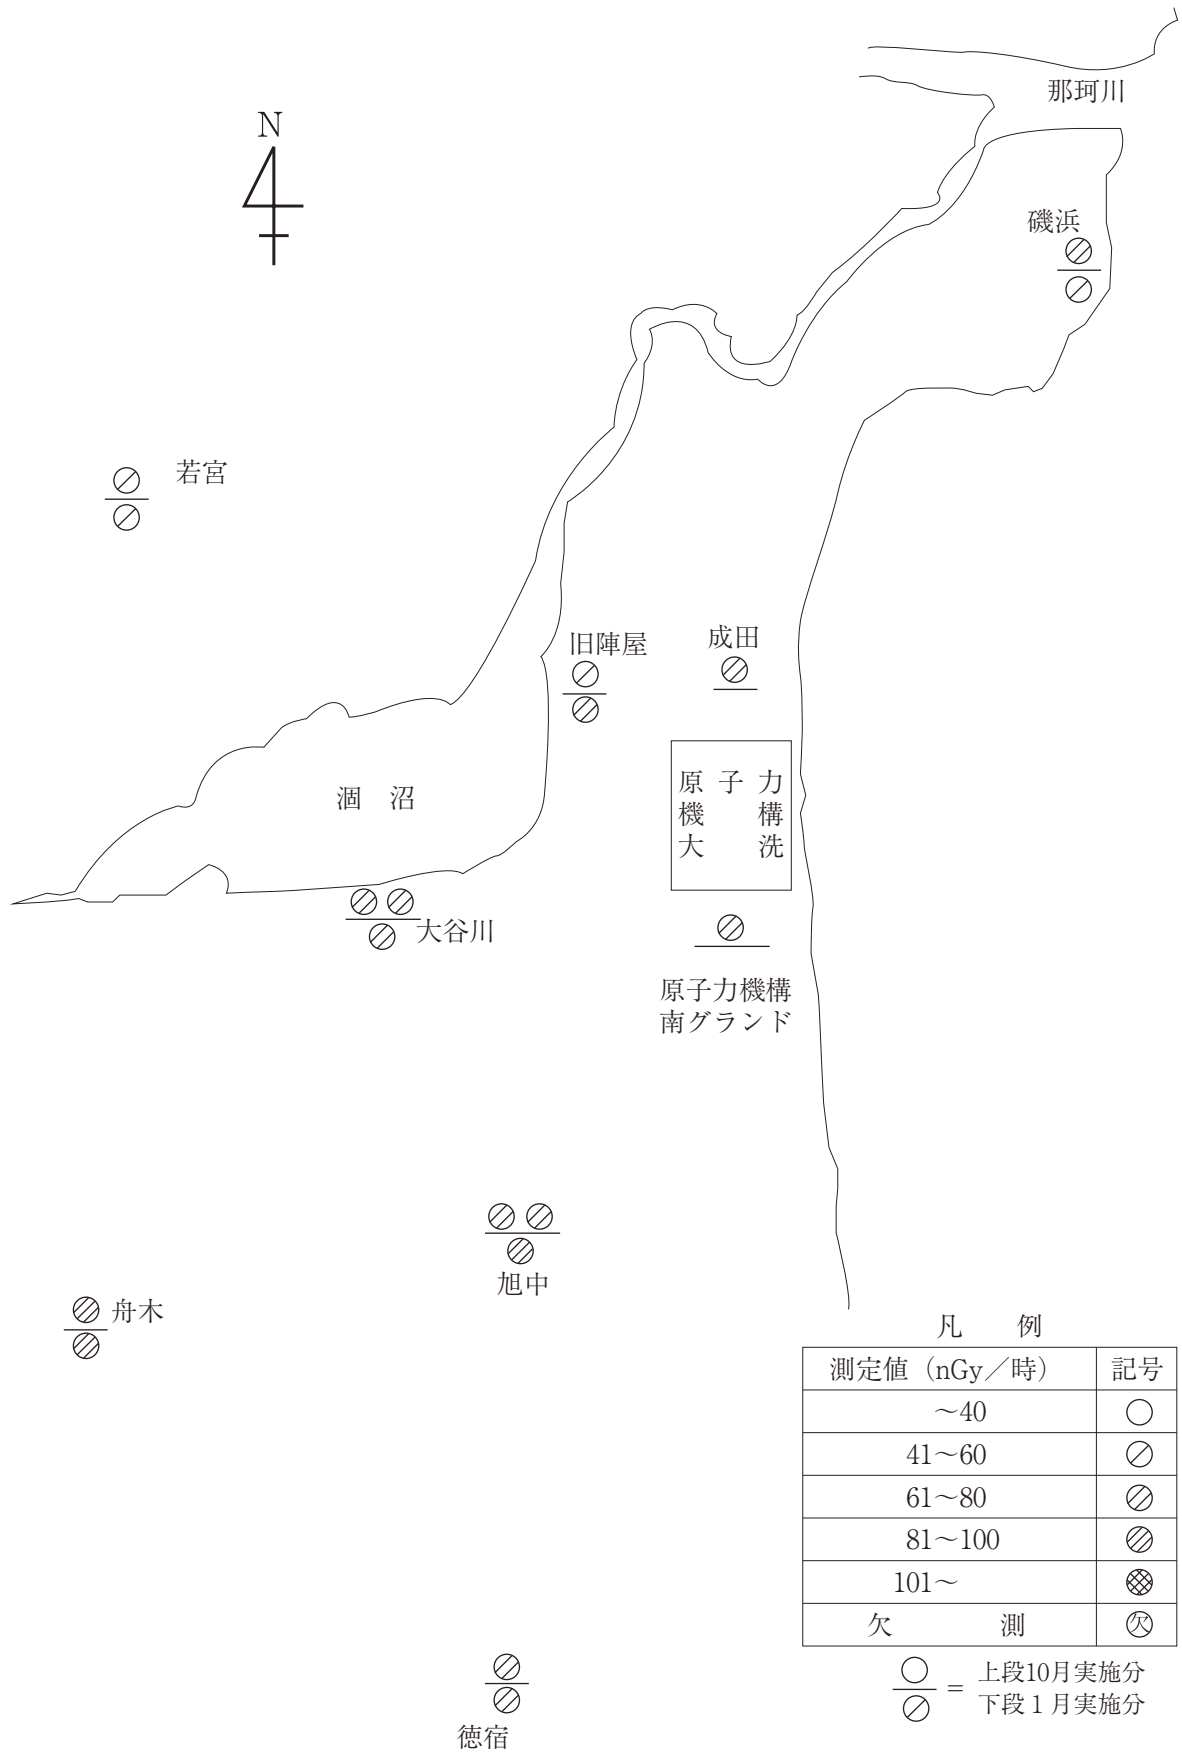 那珂川
N
磯浜
若宮
旧陣屋
成田
原子力
機構
大洗
涸沼
大谷川
原子力機構
南グランド
旭中
舟木
凡例
測定値（nGy／時） 記号
～40
41～60
61～80
81～100
101～
欠測 欠
= 上段10月実施分
下段１月実施分
徳宿